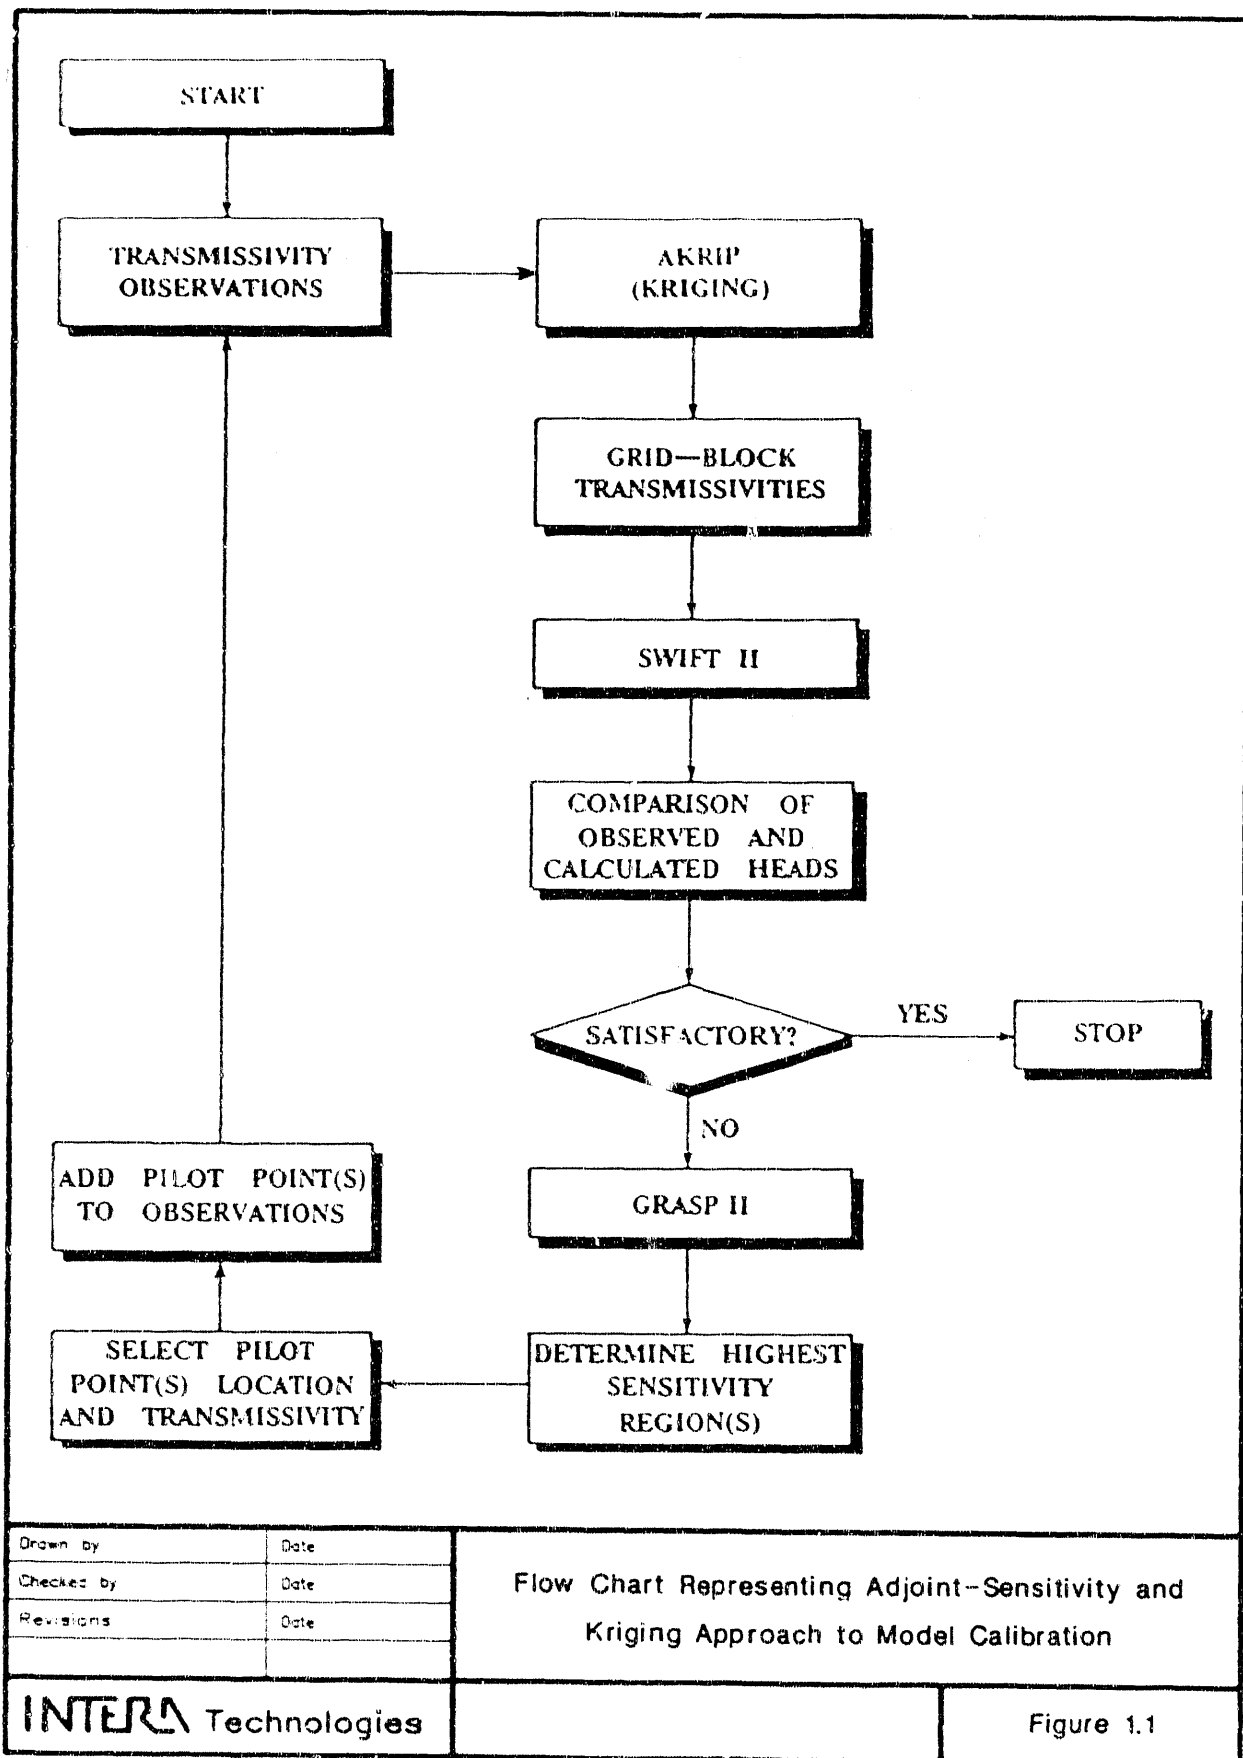 START
TRANSMISSIVITY
OBSERVATIONS
AKRIP
(KRIGING)
GRID—BLOCK
TRANSMISSIVITIES
SWIFT II
COMPARISON OF
OBSERVED AND
CALCULATED HEADS
SATISFACTORY?
YES
STOP
NO
GRASP II
DETERMINE HIGHEST
SENSITIVITY
REGION(S)
SELECT PILOT
POINT(S) LOCATION
AND TRANSMISSIVITY
ADD PILOT POINT(S)
TO OBSERVATIONS
Drawn by
Date
Checked by
Date
Revisions
Date
Flow Chart Representing Adjoint-Sensitivity and
Kriging Approach to Model Calibration
INTERA Technologies
Figure 1.1